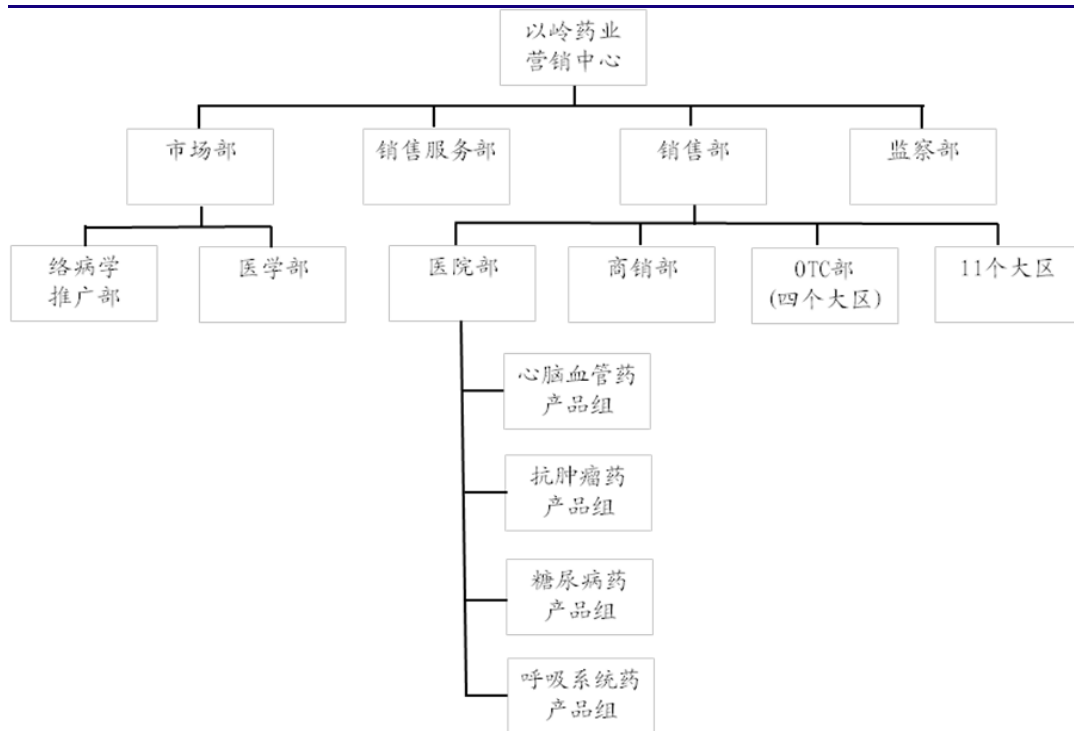 以岭药业
营销中心
市场部
销售服务部
销售部
监察部
络病学
推广部
医学部
医院部
商销部
OTC部
(四个大区)
11个大区
心脑血管药
产品组
抗肿瘤药
产品组
糖尿病药
产品组
呼吸系统药
产品组